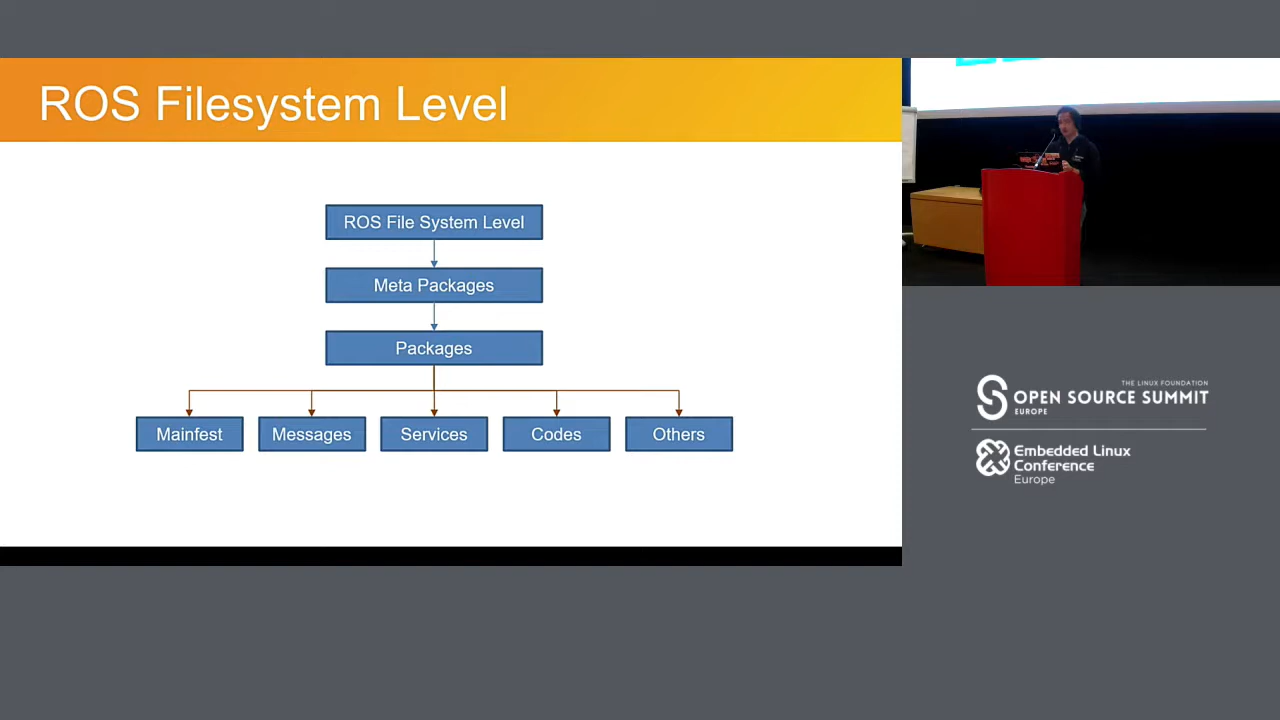 ROS Filesystem Level
ROS File System Level
Meta Packages
Packages
Mainfest
Messages
Services
Codes
Others
THE LINUX FOUNDATION
OPEN SOURCE SUMMIT
EUROPE
Embedded Linux
Conference
Europe